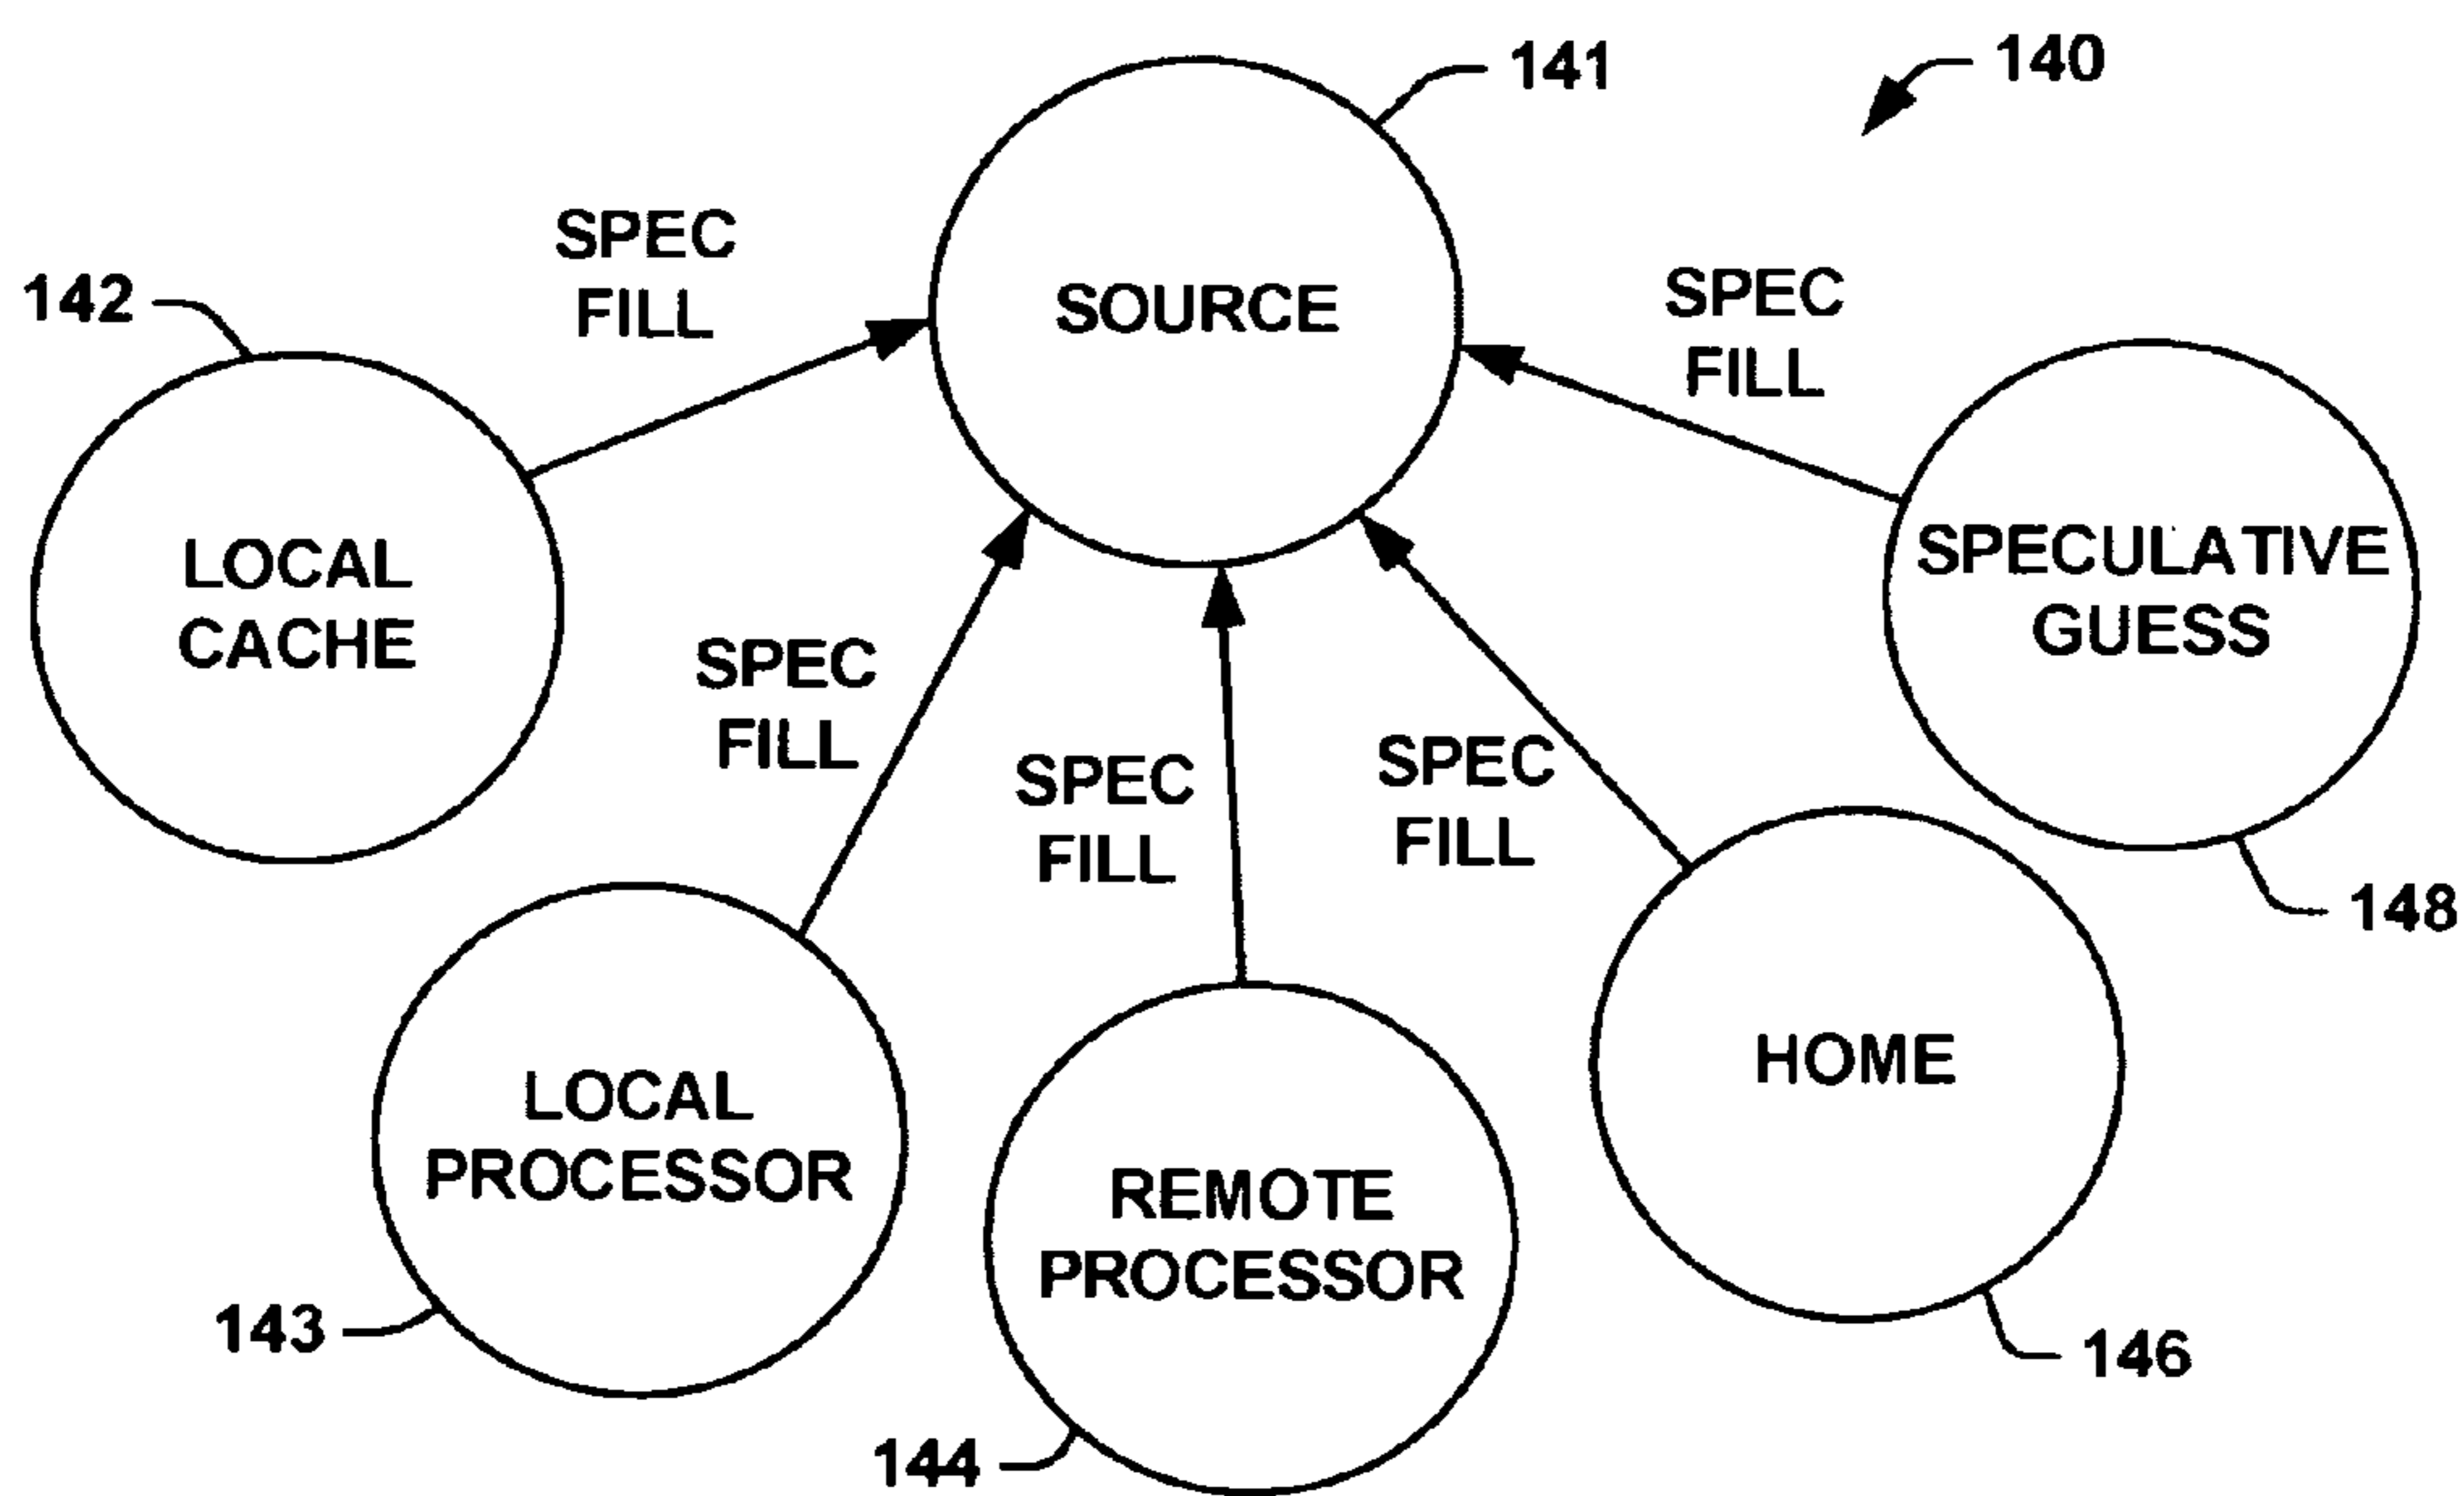 141
140
SPEC
FILL
142
SOURCE
SPEC
FILL
LOCAL
CACHE
SPECULATIVE
GUESS
SPEC
FILL
SPEC
FILL
SPEC
FILL
148
LOCAL
PROCESSOR
REMOTE
PROCESSOR
HOME
143
144
146